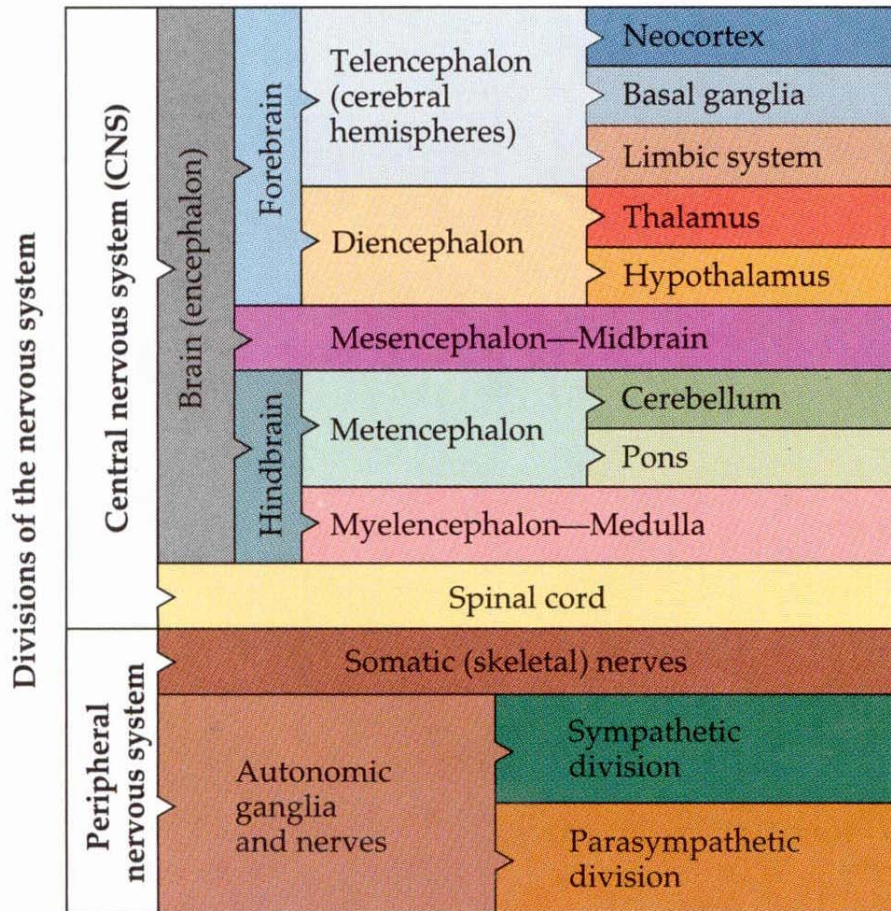 Divisions of the nervous system
Central nervous system (CNS)
Brain (encephalon)
Forebrain
Telencephalon
(cerebral
hemispheres)
Neocortex
Basal ganglia
Limbic system
Diencephalon
Thalamus
Hypothalamus
Mesencephalon—Midbrain
Hindbrain
Metencephalon
Cerebellum
Pons
Myelencephalon—Medulla
Spinal cord
Peripheral
nervous system
Somatic (skeletal) nerves
Autonomic
ganglia
and nerves
Sympathetic
division
Parasympathetic
division